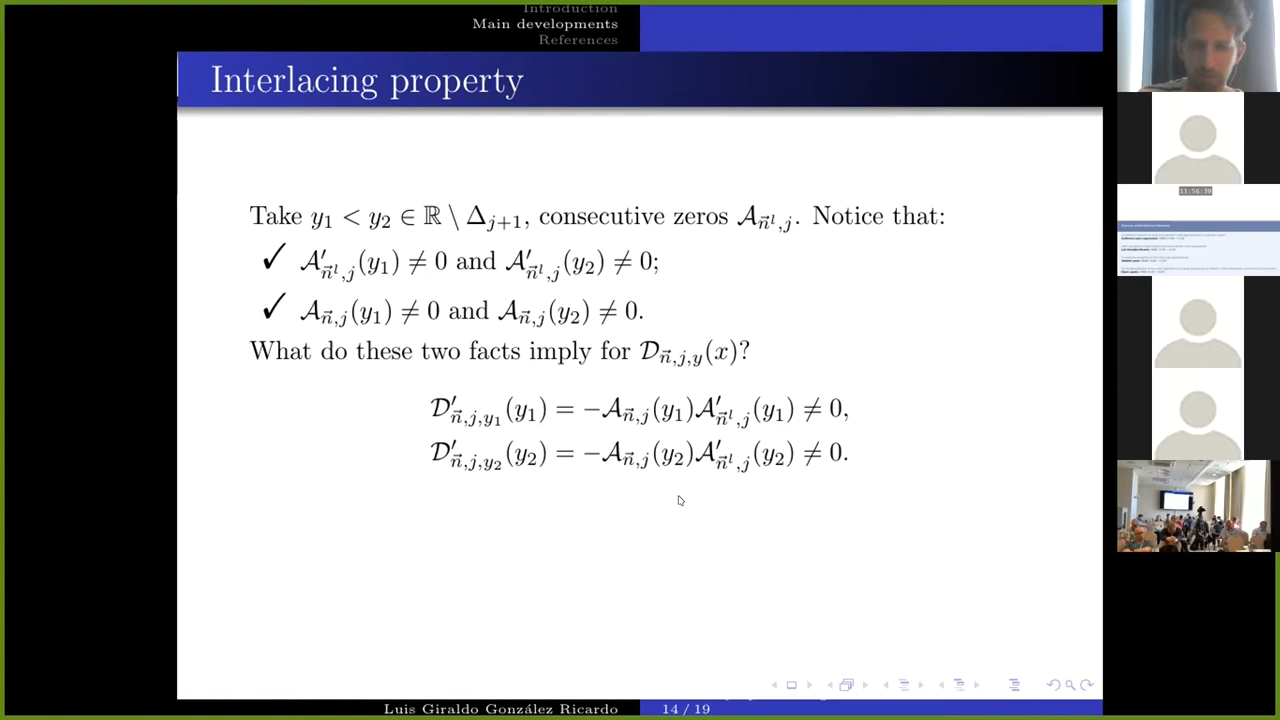 Introduction
Main developments
References
Interlacing property
Take y₁ < y₂ ∈ ℝ \ Δ_{j+1}, consecutive zeros 𝒜_{n⃗^l,j}. Notice that:
✓ 𝒜′_{n⃗^l,j}(y₁) ≠ 0 and 𝒜′_{n⃗^l,j}(y₂) ≠ 0;
✓ 𝒜_{n⃗,j}(y₁) ≠ 0 and 𝒜_{n⃗,j}(y₂) ≠ 0.
What do these two facts imply for 𝒟_{n⃗,j,y}(x)?
𝒟′_{n⃗,j,y₁}(y₁) = −𝒜_{n⃗,j}(y₁)𝒜′_{n⃗^l,j}(y₁) ≠ 0,
𝒟′_{n⃗,j,y₂}(y₂) = −𝒜_{n⃗,j}(y₂)𝒜′_{n⃗^l,j}(y₂) ≠ 0.
Luis Giraldo González Ricardo
14 / 19